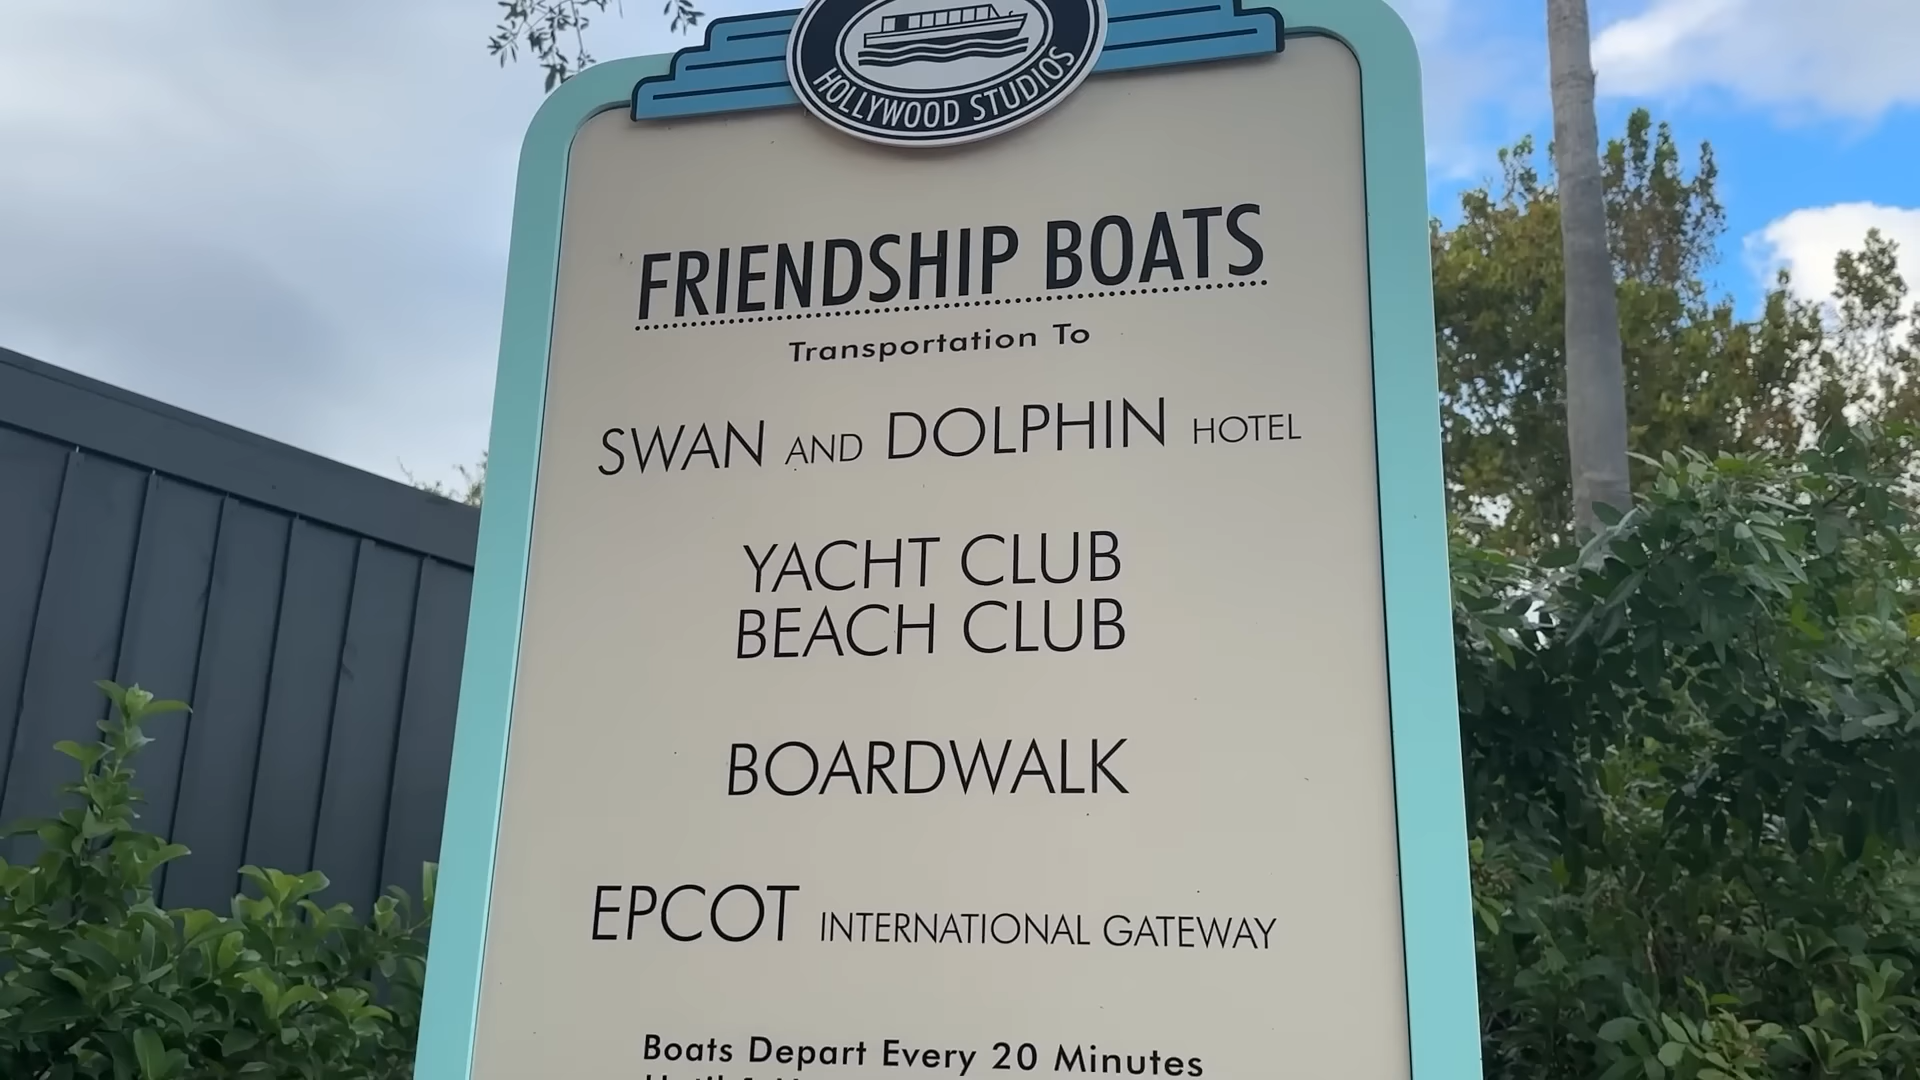 HOLLYWOOD STUDIOS
FRIENDSHIP BOATS
Transportation To
SWAN AND DOLPHIN HOTEL
YACHT CLUB
BEACH CLUB
BOARDWALK
EPCOT INTERNATIONAL GATEWAY
Boats Depart Every 20 Minutes